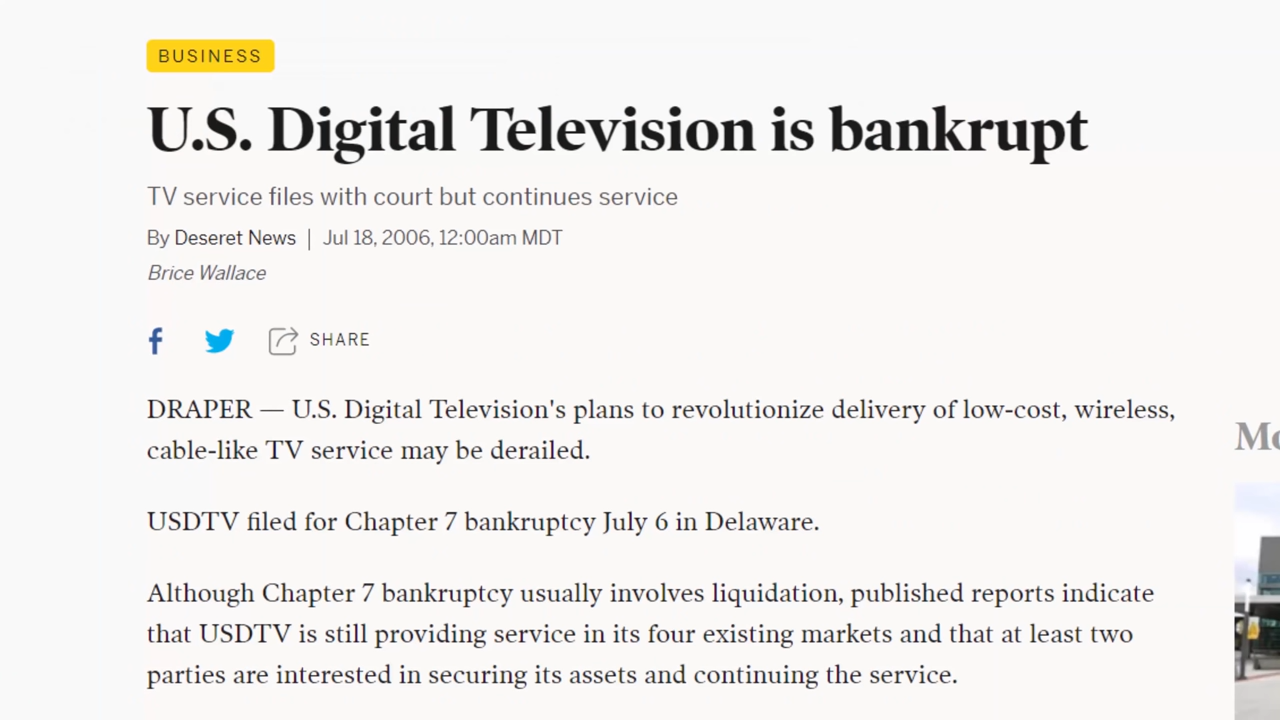 BUSINESS
U.S. Digital Television is bankrupt
TV service files with court but continues service
By Deseret News | Jul 18, 2006, 12:00am MDT
Brice Wallace
SHARE
DRAPER — U.S. Digital Television's plans to revolutionize delivery of low-cost, wireless,
cable-like TV service may be derailed.
USDTV filed for Chapter 7 bankruptcy July 6 in Delaware.
Although Chapter 7 bankruptcy usually involves liquidation, published reports indicate
that USDTV is still providing service in its four existing markets and that at least two
parties are interested in securing its assets and continuing the service.